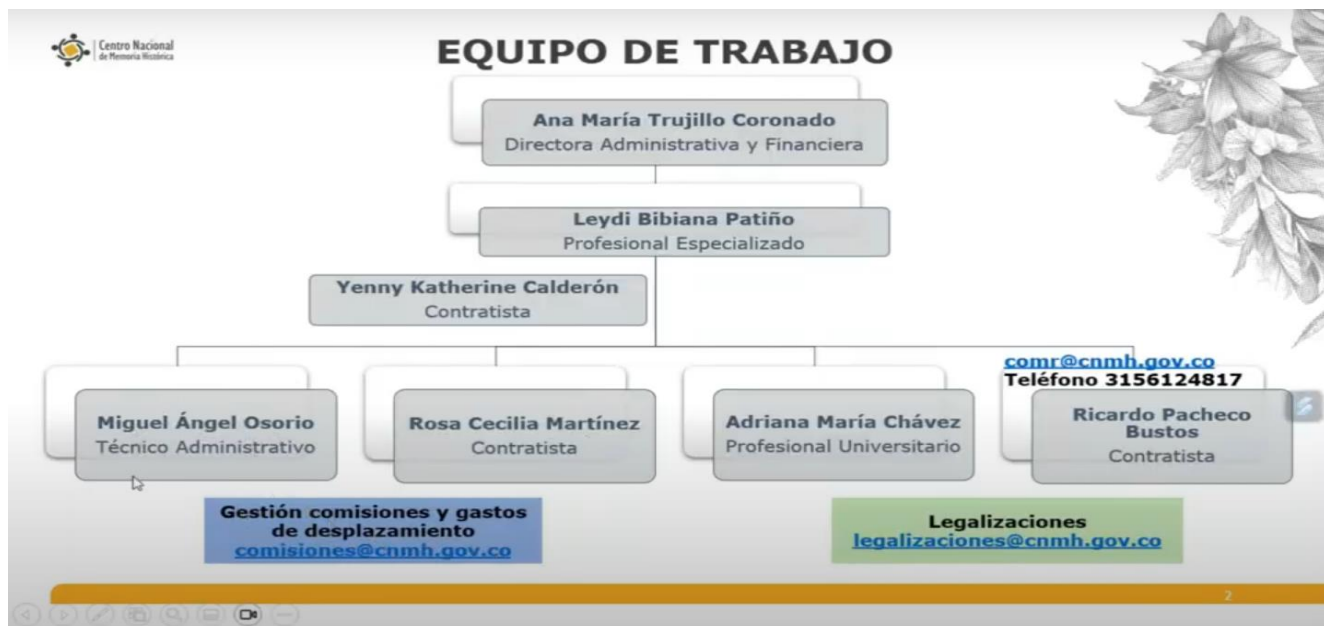 Centro Nacional
de Memoria Histórica
EQUIPO DE TRABAJO
Ana María Trujillo Coronado
Directora Administrativa y Financiera
Leydi Bibiana Patiño
Profesional Especializado
Yenny Katherine Calderón
Contratista
comr@cnmh.gov.co
Teléfono 3156124817
Miguel Ángel Osorio
Técnico Administrativo
Rosa Cecilia Martínez
Contratista
Adriana María Chávez
Profesional Universitario
Ricardo Pacheco
Bustos
Contratista
Gestión comisiones y gastos
de desplazamiento
comisiones@cnmh.gov.co
Legalizaciones
legalizaciones@cnmh.gov.co
2